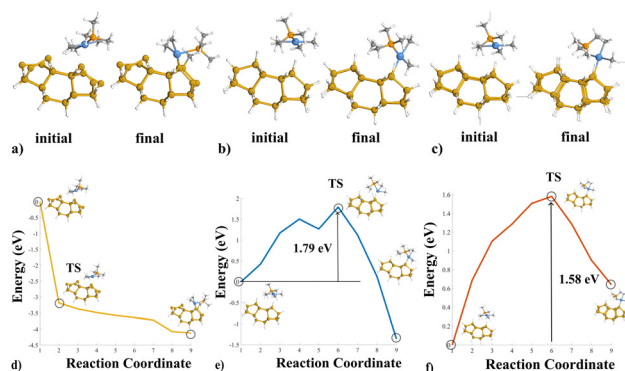 initial final
a)
initial final
b)
initial final
c)
Energy (eV)
0
-0.5
-1
-1.5
-2
-2.5
-3
-3.5
-4
-4.5
TS
1 2 3 4 5 6 7 8 9
d) Reaction Coordinate
Energy (eV)
2
1.5
1
0.5
0
-0.5
-1
-1.5
TS
1.79 eV
1 2 3 4 5 6 7 8 9
e) Reaction Coordinate
Energy (eV)
1.6
1.4
1.2
1
0.8
0.6
0.4
0.2
0
TS
1.58 eV
1 2 3 4 5 6 7 8 9
f) Reaction Coordinate